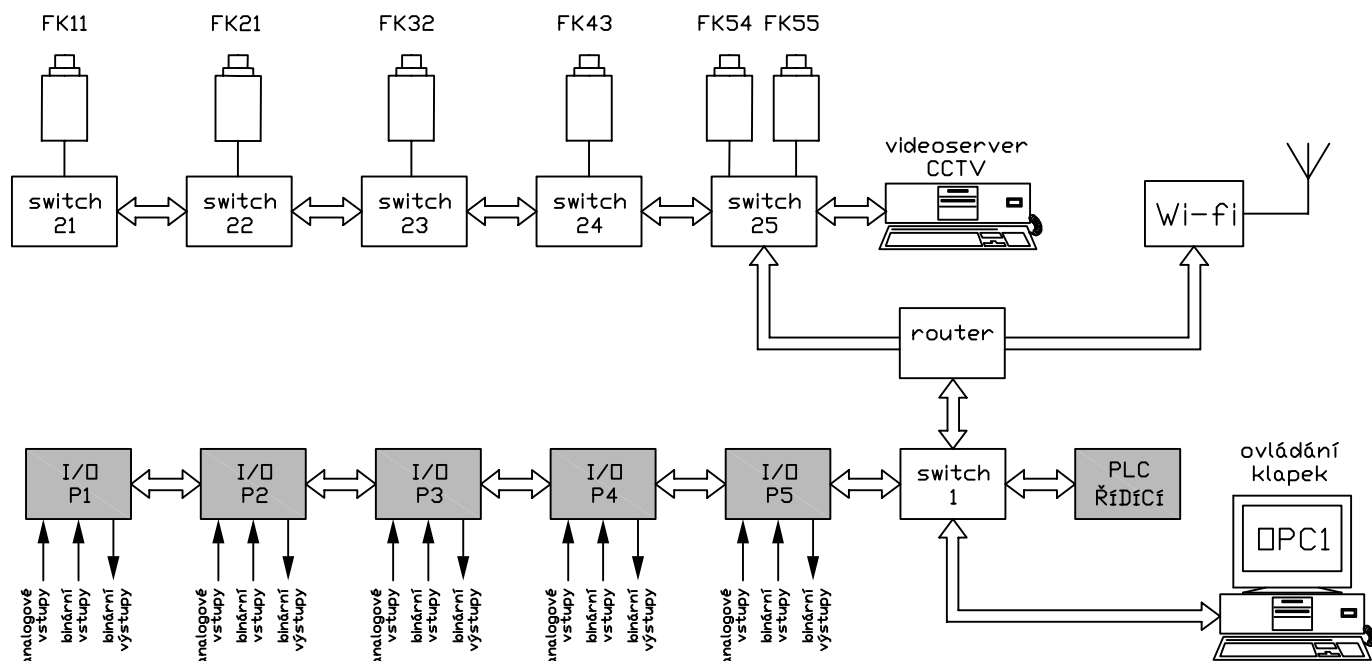 FK11 FK21 FK32 FK43 FK54 FK55
videoserver
CCTV
switch
21
switch
22
switch
23
switch
24
switch
25
Wi-fi
router
I/O
P1
I/O
P2
I/O
P3
I/O
P4
I/O
P5
switch
1
PLC
ŘíDíCí
ovládání
klapek
OPC1
analogové
vstupy
binární
vstupy
binární
výstupy
analogové
vstupy
binární
vstupy
binární
výstupy
analogové
vstupy
binární
vstupy
binární
výstupy
analogové
vstupy
binární
vstupy
binární
výstupy
analogové
vstupy
binární
vstupy
binární
výstupy